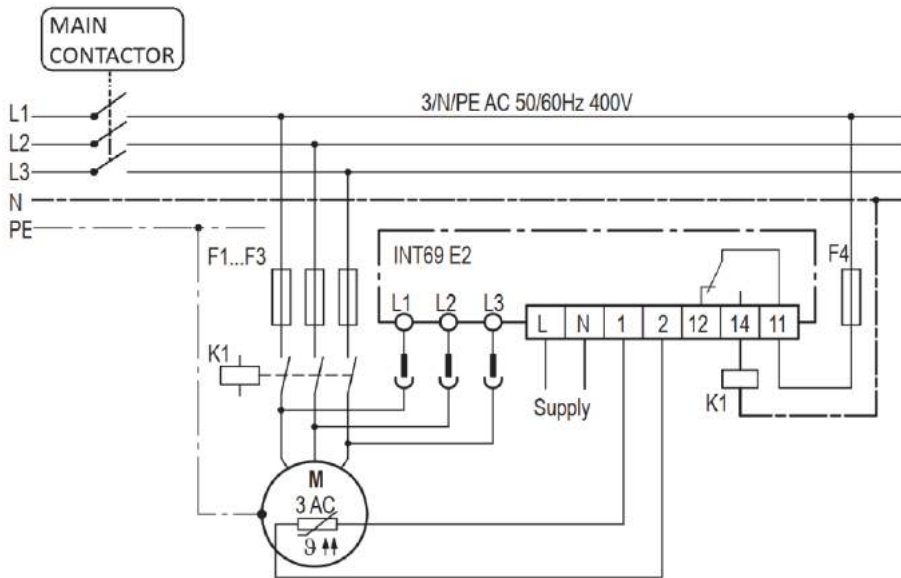 MAIN
CONTACTOR
3/N/PE AC 50/60Hz 400V
L1
L2
L3
N
PE
F1...F3
INT69 E2
F4
L1 L2 L3
L N 1 2 12 14 11
K1
Supply
K1
M
3 AC
ϑ